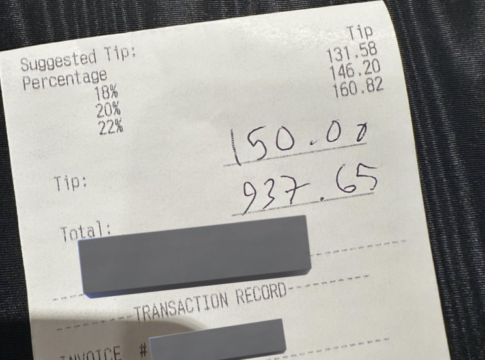 Suggested Tip:
Percentage Tip
18% 131.58
20% 146.20
22% 160.82
Tip: 150.00
Total: 937.65
TRANSACTION RECORD
INVOICE #